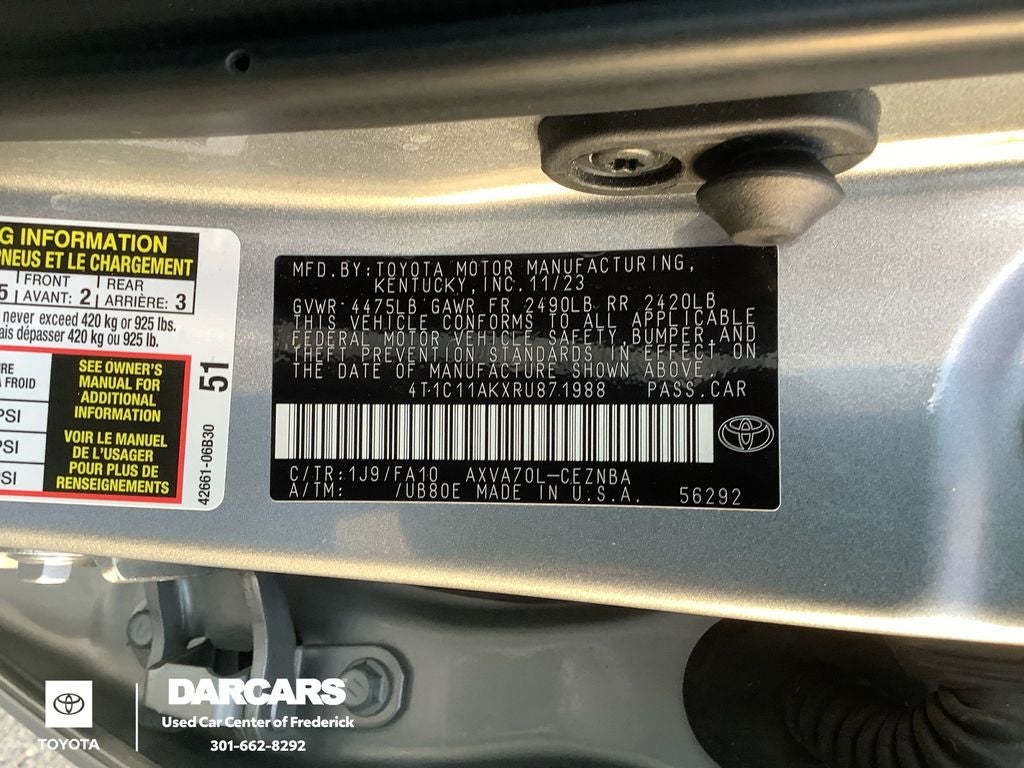 G INFORMATION
PNEUS ET LE CHARGEMENT
5 FRONT AVANT: 2 REAR ARRIÈRE: 3
never exceed 420 kg or 925 lbs.
ais dépasser 420 kg ou 925 lb.
SEE OWNER'S
MANUAL FOR
ADDITIONAL
INFORMATION
VOIR LE MANUEL
DE L'USAGER
POUR PLUS DE
RENSEIGNEMENTS
URE
A FROID
PSI
PSI
PSI
51
42661-06B30
MFD.BY:TOYOTA MOTOR MANUFACTURING,
KENTUCKY,INC.11/23
GVWR 4475LB GAWR FR 2490LB RR 2420LB
THIS VEHICLE CONFORMS TO ALL APPLICABLE
FEDERAL MOTOR VEHICLE SAFETY,BUMPER,AND
THEFT PREVENTION STANDARDS IN EFFECT ON
THE DATE OF MANUFACTURE SHOWN ABOVE.
4T1C11AKXRU871988 PASS.CAR
C/TR:1J9/FA10 AXVA70L-CEZNBA
A/TM: /UB80E MADE IN U.S.A. 56292
TOYOTA
DARCARS
Used Car Center of Frederick
301-662-8292